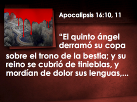 Apocalipsis 16:10, 11
“El quinto ángel
derramó su copa
sobre el trono de la bestia; y su
reino se cubrió de tinieblas, y
mordían de dolor sus lenguas,...